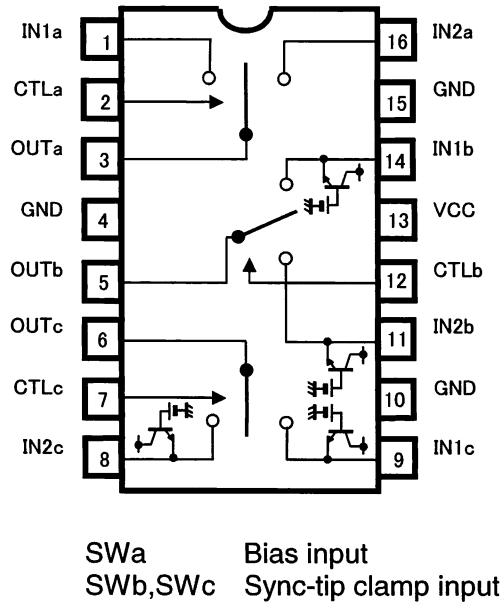 IN1a 1 16 IN2a
CTLa 2 15 GND
OUTa 3 14 IN1b
GND 4 13 VCC
OUTb 5 12 CTLb
OUTc 6 11 IN2b
CTLc 7 10 GND
IN2c 8 9 IN1c
SWa Bias input
SWb,SWc Sync-tip clamp input